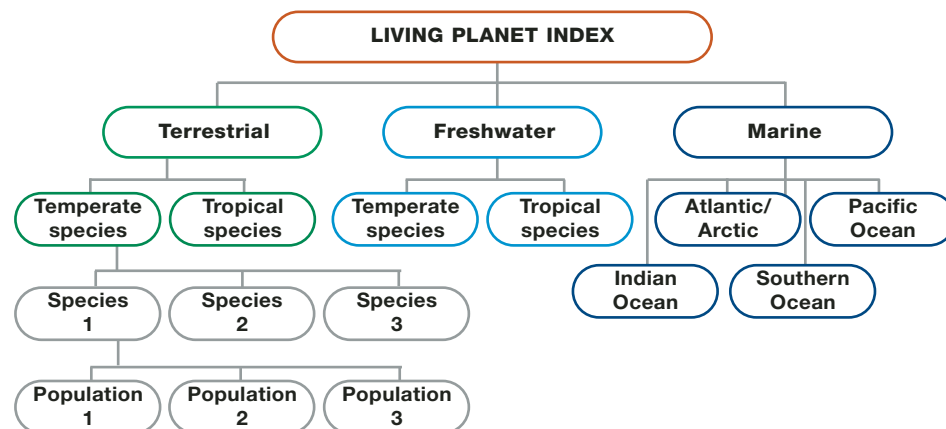 LIVING PLANET INDEX
Terrestrial
Freshwater
Marine
Temperate
species
Tropical
species
Temperate
species
Tropical
species
Atlantic/
Arctic
Pacific
Ocean
Indian
Ocean
Southern
Ocean
Species
1
Species
2
Species
3
Population
1
Population
2
Population
3